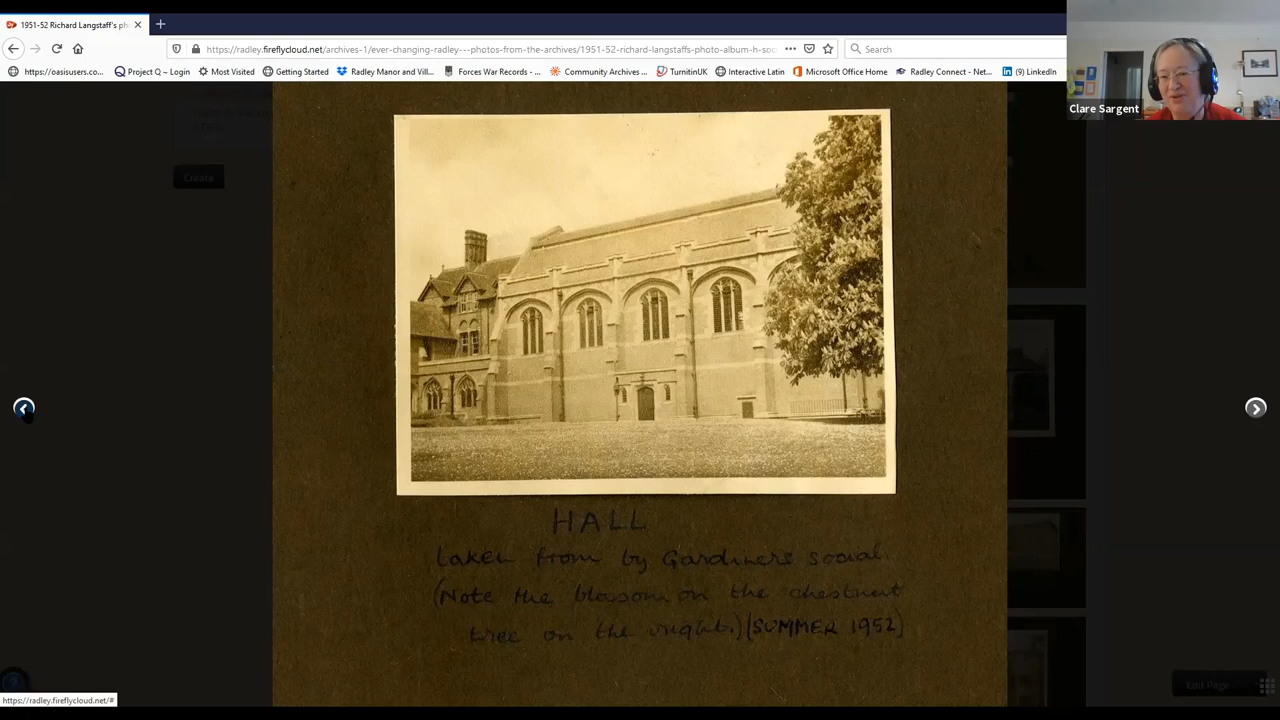 1951-52 Richard Langstaff's ph
https://radley.fireflycloud.net/archives-1/ever-changing-radley---photos-from-the-archives/1951-52-richard-langstaffs-photo-album-h-soc
Search
https://oasisusers.co...
Project Q ~ Login
Most Visited
Getting Started
Radley Manor and Vill...
Forces War Records - ...
Community Archives ...
TurnitinUK
Interactive Latin
Microsoft Office Home
Radley Connect - Net...
(9) LinkedIn
Clare Sargent
Create
HALL
taken from by Gardiners social.
(Note the blossom on the chestnut
tree on the right.) (SUMMER 1952)
Edit Page
https://radley.fireflycloud.net/#